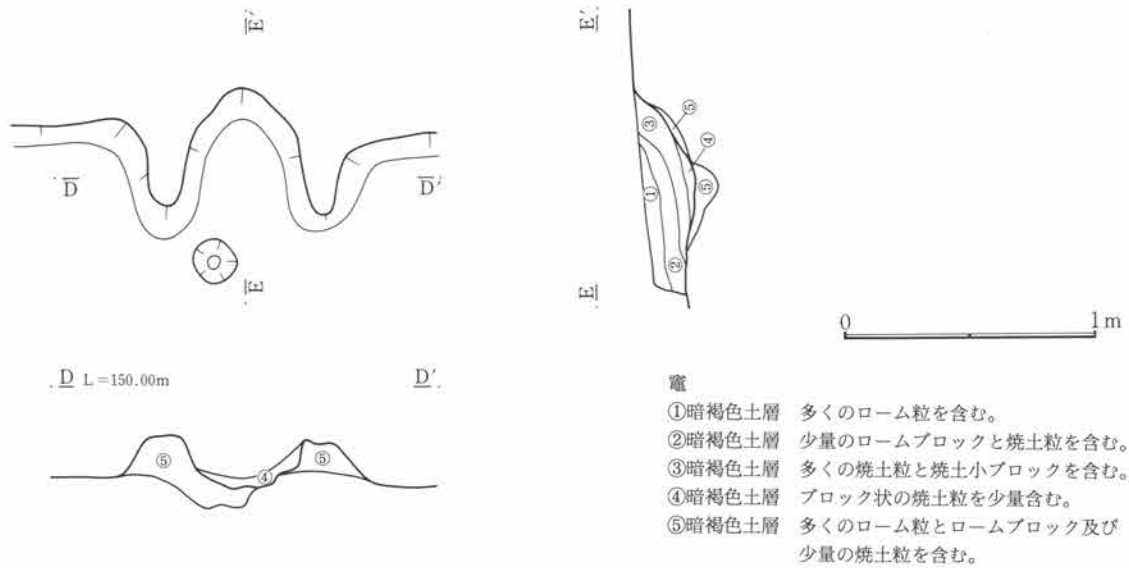 E′
E′
③
⑤
④
①
⑤
②
D
D′
E
E
0 1m
D L=150.00m D′
⑤
④
⑤
竈
①暗褐色土層 多くのローム粒を含む。
②暗褐色土層 少量のロームブロックと焼土粒を含む。
③暗褐色土層 多くの焼土粒と焼土小ブロックを含む。
④暗褐色土層 ブロック状の焼土粒を少量含む。
⑤暗褐色土層 多くのローム粒とロームブロック及び
少量の焼土粒を含む。